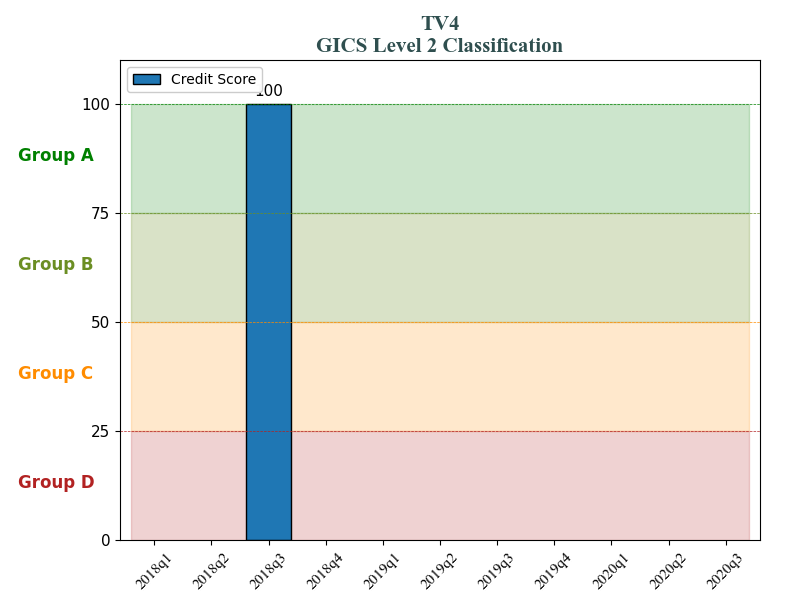 TV4
GICS Level 2 Classification
Credit Score
100
100
Group A
75
Group B
50
Group C
25
Group D
0
2018q1 2018q2 2018q3 2018q4 2019q1 2019q2 2019q3 2019q4 2020q1 2020q2 2020q3